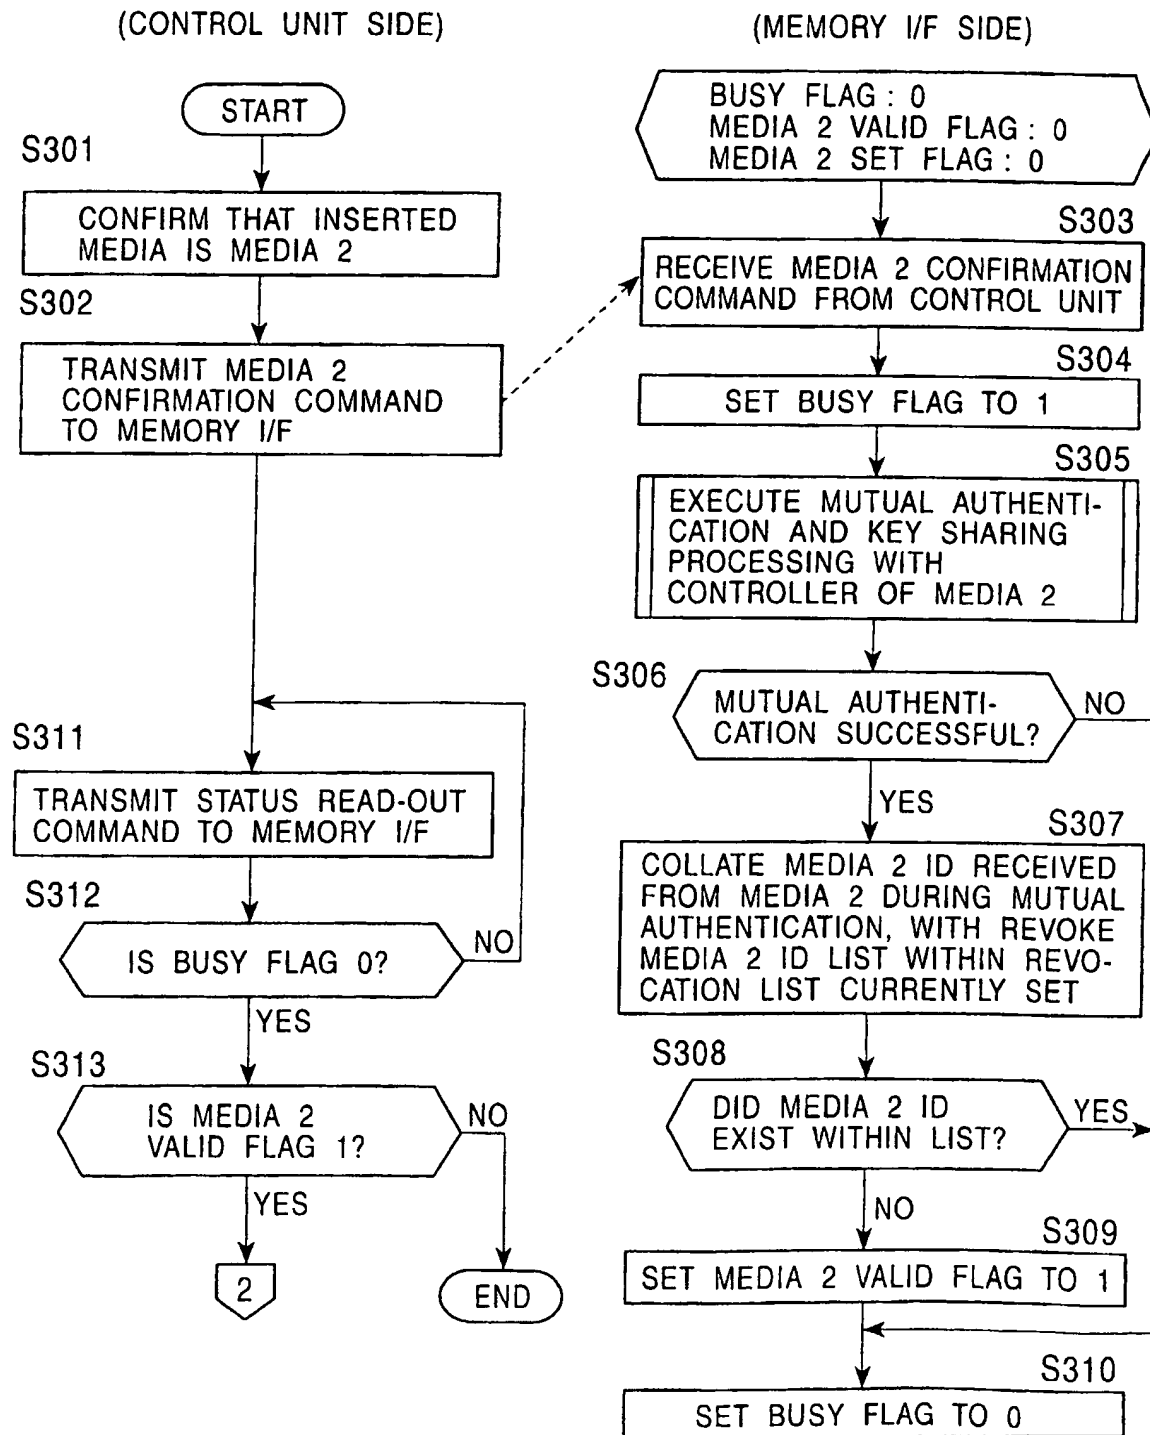 (CONTROL UNIT SIDE)
START
S301
CONFIRM THAT INSERTED
MEDIA IS MEDIA 2
S302
TRANSMIT MEDIA 2
CONFIRMATION COMMAND
TO MEMORY I/F
S311
TRANSMIT STATUS READ-OUT
COMMAND TO MEMORY I/F
S312
IS BUSY FLAG 0?
NO
YES
S313
IS MEDIA 2
VALID FLAG 1?
NO
YES
2
END
(MEMORY I/F SIDE)
BUSY FLAG : 0
MEDIA 2 VALID FLAG : 0
MEDIA 2 SET FLAG : 0
S303
RECEIVE MEDIA 2 CONFIRMATION
COMMAND FROM CONTROL UNIT
S304
SET BUSY FLAG TO 1
S305
EXECUTE MUTUAL AUTHENTI-
CATION AND KEY SHARING
PROCESSING WITH
CONTROLLER OF MEDIA 2
S306
MUTUAL AUTHENTI-
CATION SUCCESSFUL?
NO
YES
S307
COLLATE MEDIA 2 ID RECEIVED
FROM MEDIA 2 DURING MUTUAL
AUTHENTICATION, WITH REVOKE
MEDIA 2 ID LIST WITHIN REVO-
CATION LIST CURRENTLY SET
S308
DID MEDIA 2 ID
EXIST WITHIN LIST?
YES
NO
S309
SET MEDIA 2 VALID FLAG TO 1
S310
SET BUSY FLAG TO 0